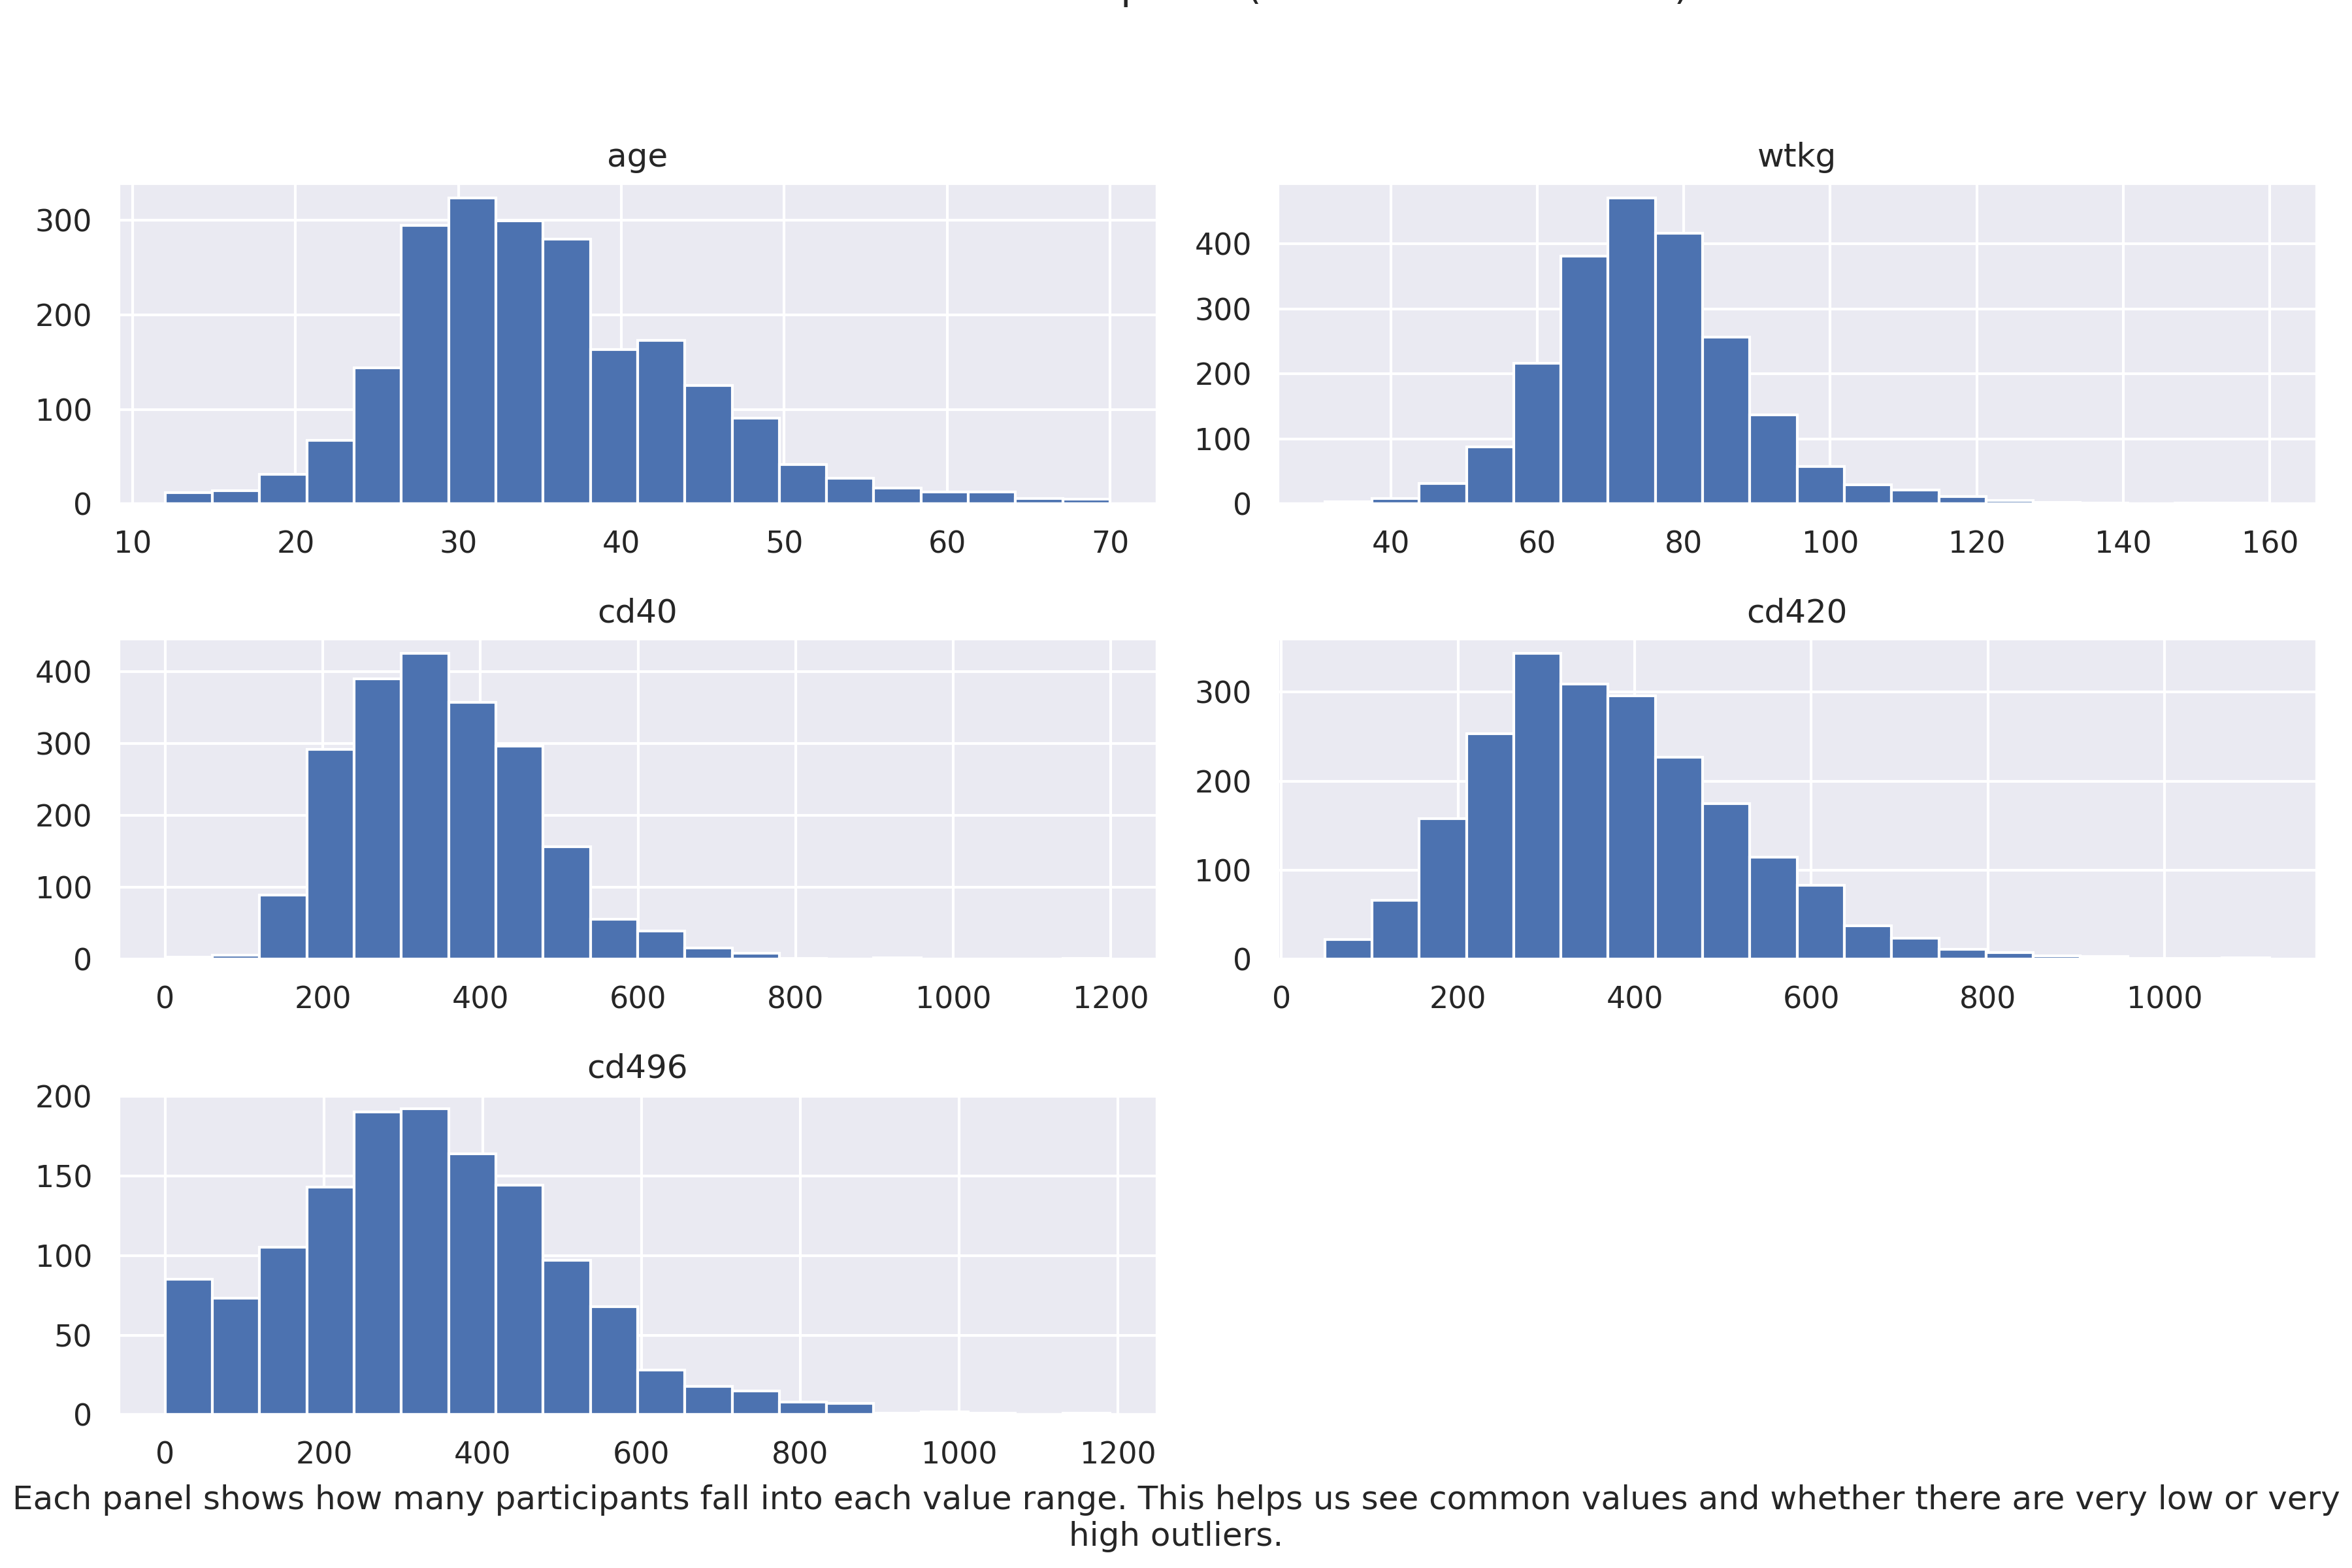 age
300
200
100
0
10 20 30 40 50 60 70
wtkg
400
300
200
100
0
40 60 80 100 120 140 160
cd40
400
300
200
100
0
0 200 400 600 800 1000 1200
cd420
300
200
100
0
0 200 400 600 800 1000
cd496
200
150
100
50
0
0 200 400 600 800 1000 1200
Each panel shows how many participants fall into each value range. This helps us see common values and whether there are very low or very
high outliers.